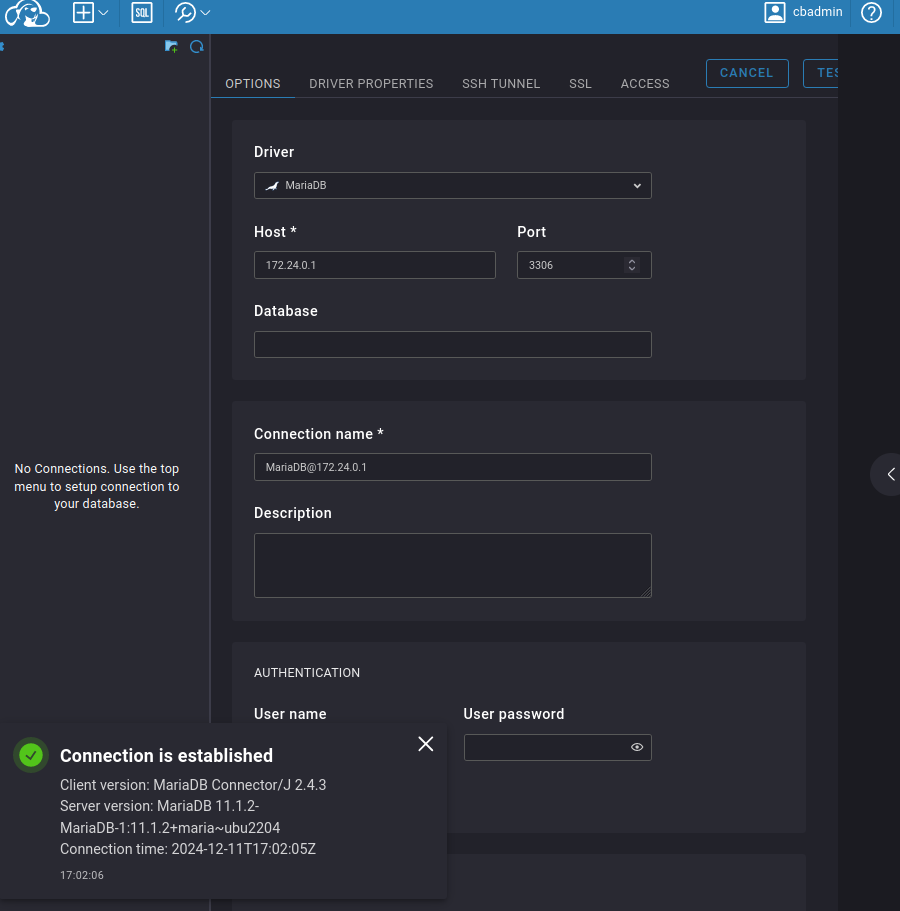 SQL
cbadmin
OPTIONS
DRIVER PROPERTIES
SSH TUNNEL
SSL
ACCESS
CANCEL
TES
Driver
MariaDB
Host *
Port
172.24.0.1
3306
Database
Connection name *
MariaDB@172.24.0.1
No Connections. Use the top
menu to setup connection to
your database.
Description
AUTHENTICATION
User name
User password
Connection is established
Client version: MariaDB Connector/J 2.4.3
Server version: MariaDB 11.1.2-
MariaDB-1:11.1.2+maria~ubu2204
Connection time: 2024-12-11T17:02:05Z
17:02:06